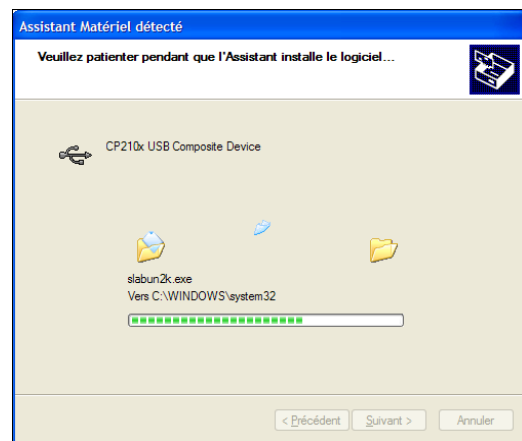 Assistant Matériel détecté
Veuillez patienter pendant que l'Assistant installe le logiciel...
CP210x USB Composite Device
slabun2k.exe
Vers C:\WINDOWS\system32
< Précédent
Suivant >
Annuler